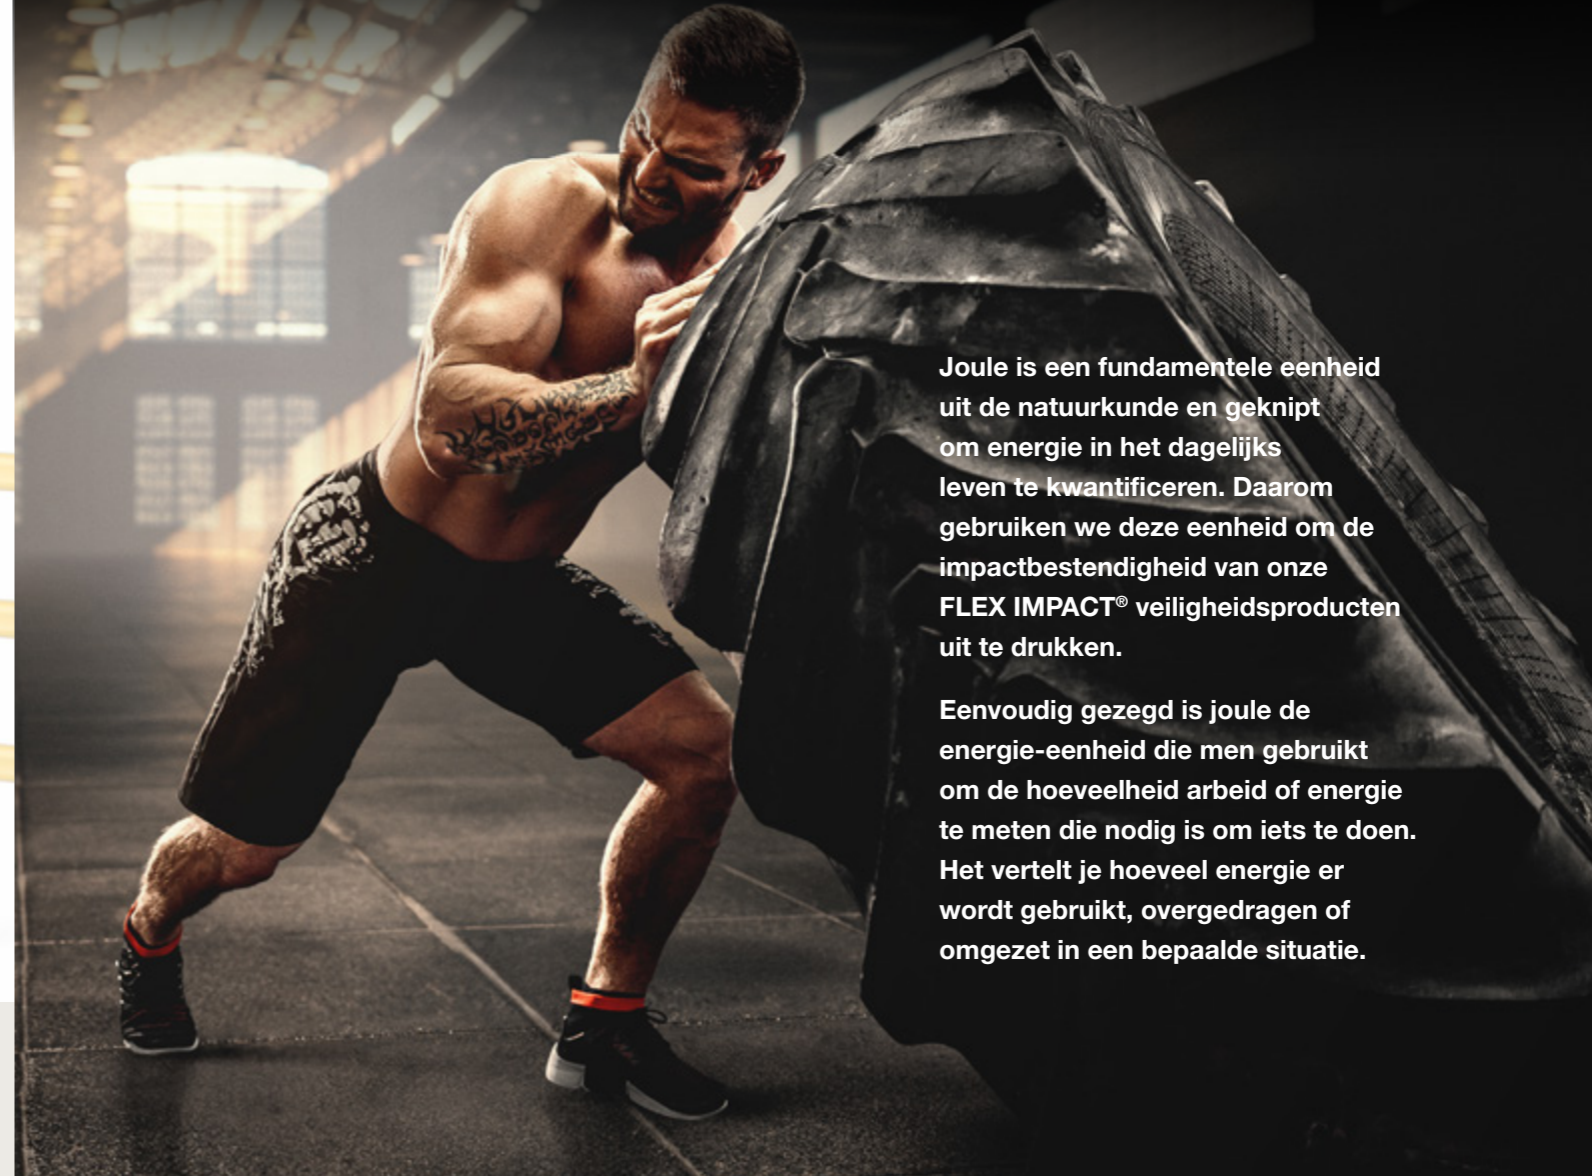 Joule is een fundamentele eenheid
uit de natuurkunde en geknipt
om energie in het dagelijks
leven te kwantificeren. Daarom
gebruiken we deze eenheid om de
impactbestendigheid van onze
FLEX IMPACT® veiligheidsproducten
uit te drukken.
Eenvoudig gezegd is joule de
energie-eenheid die men gebruikt
om de hoeveelheid arbeid of energie
te meten die nodig is om iets te doen.
Het vertelt je hoeveel energie er
wordt gebruikt, overgedragen of
omgezet in een bepaalde situatie.